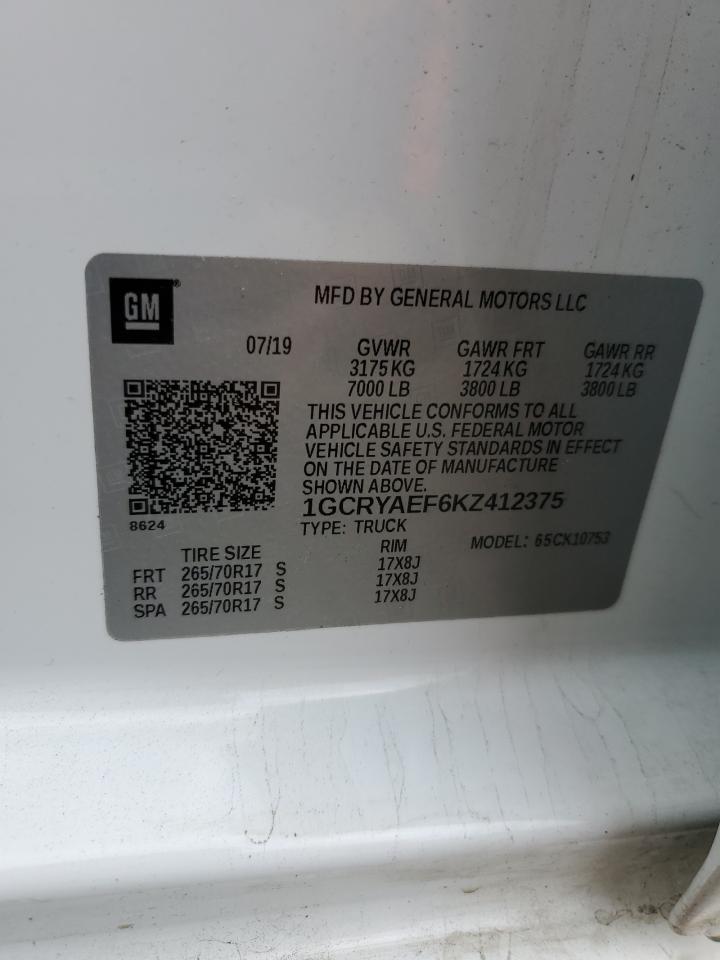 GM®
MFD BY GENERAL MOTORS LLC
07/19 GVWR GAWR FRT GAWR RR
3175 KG 1724 KG 1724 KG
7000 LB 3800 LB 3800 LB
THIS VEHICLE CONFORMS TO ALL
APPLICABLE U.S. FEDERAL MOTOR
VEHICLE SAFETY STANDARDS IN EFFECT
ON THE DATE OF MANUFACTURE
SHOWN ABOVE.
1GCRYAEF6KZ412375
8624
TYPE: TRUCK
MODEL: 65CK10753
TIRE SIZE RIM
FRT 265/70R17 S 17X8J
RR 265/70R17 S 17X8J
SPA 265/70R17 S 17X8J